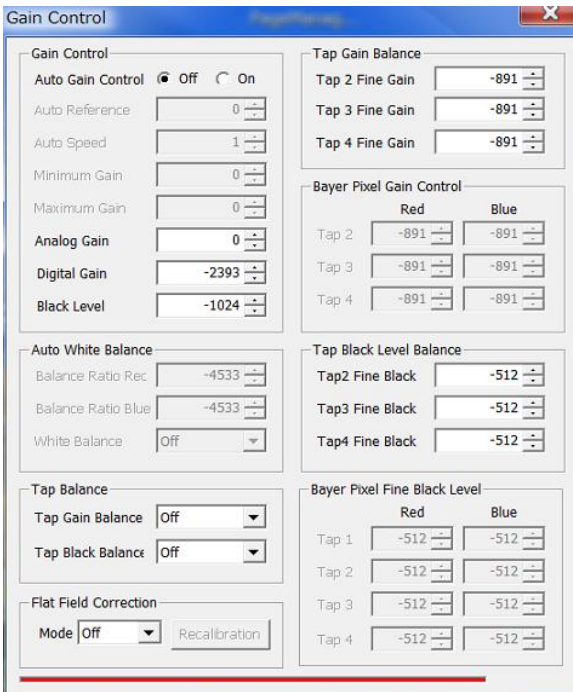 Gain Control
Gain Control
Auto Gain Control Off On
Auto Reference 0
Auto Speed 1
Minimum Gain 0
Maximum Gain 0
Analog Gain 0
Digital Gain -2393
Black Level -1024
Auto White Balance
Balance Ratio Rec -4533
Balance Ratio Blue -4533
White Balance Off
Tap Balance
Tap Gain Balance Off
Tap Black Balance Off
Flat Field Correction
Mode Off Recalibration
Tap Gain Balance
Tap 2 Fine Gain -891
Tap 3 Fine Gain -891
Tap 4 Fine Gain -891
Bayer Pixel Gain Control
Red Blue
Tap 2 -891 -891
Tap 3 -891 -891
Tap 4 -891 -891
Tap Black Level Balance
Tap2 Fine Black -512
Tap3 Fine Black -512
Tap4 Fine Black -512
Bayer Pixel Fine Black Level
Red Blue
Tap 1 -512 -512
Tap 2 -512 -512
Tap 3 -512 -512
Tap 4 -512 -512